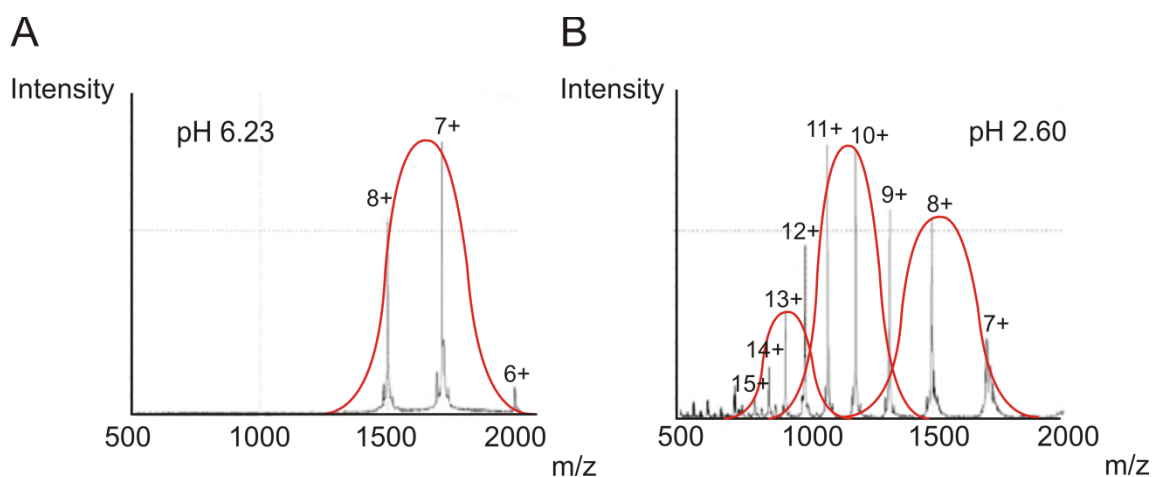 A
Intensity
pH 6.23
7+
8+
6+
500 1000 1500 2000
m/z
B
Intensity
pH 2.60
11+ 10+
9+ 8+
12+
13+
7+
14+
15+
500 1000 1500 2000
m/z